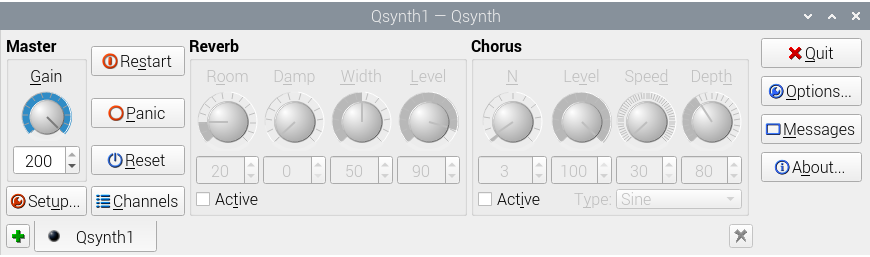 Qsynth1 — Qsynth
Master
Reverb
Chorus
Gain
Restart
Room Damp Width Level
N Level Speed Depth
Quit
Options...
Panic
Messages
200
Reset
20 0 50 90
3 100 30 80
About...
Setup...
Channels
Active
Active Type: Sine
Qsynth1